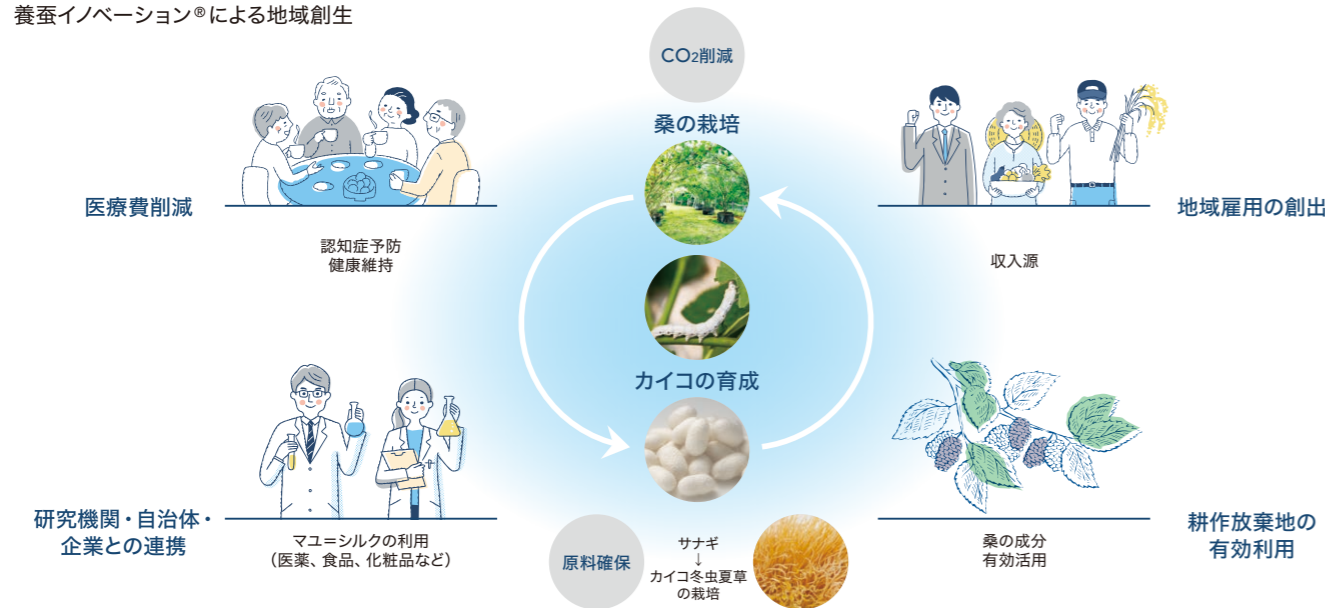 養蚕イノベーション®による地域創生
CO2削減
桑の栽培
医療費削減
認知症予防
健康維持
地域雇用の創出
収入源
カイコの育成
研究機関・自治体・
企業との連携
マユ=シルクの利用
（医薬、食品、化粧品など）
原料確保
サナギ
↓
カイコ冬虫夏草
の栽培
桑の成分
有効活用
耕作放棄地の
有効利用